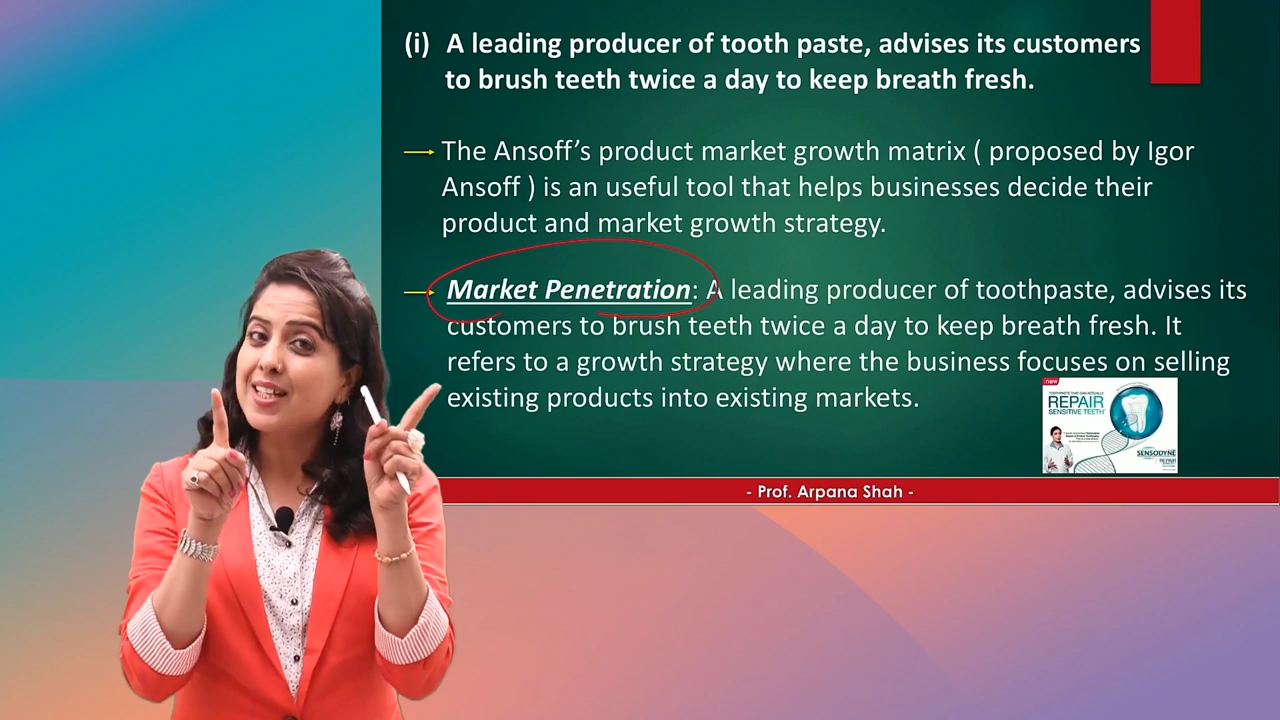 (i) A leading producer of tooth paste, advises its customers
to brush teeth twice a day to keep breath fresh.
The Ansoff’s product market growth matrix ( proposed by Igor
Ansoff ) is an useful tool that helps businesses decide their
product and market growth strategy.
Market Penetration: A leading producer of toothpaste, advises its
customers to brush teeth twice a day to keep breath fresh. It
refers to a growth strategy where the business focuses on selling
existing products into existing markets.
new
REPAIR
SENSITIVE TEETH
SENSODYNE
- Prof. Arpana Shah -